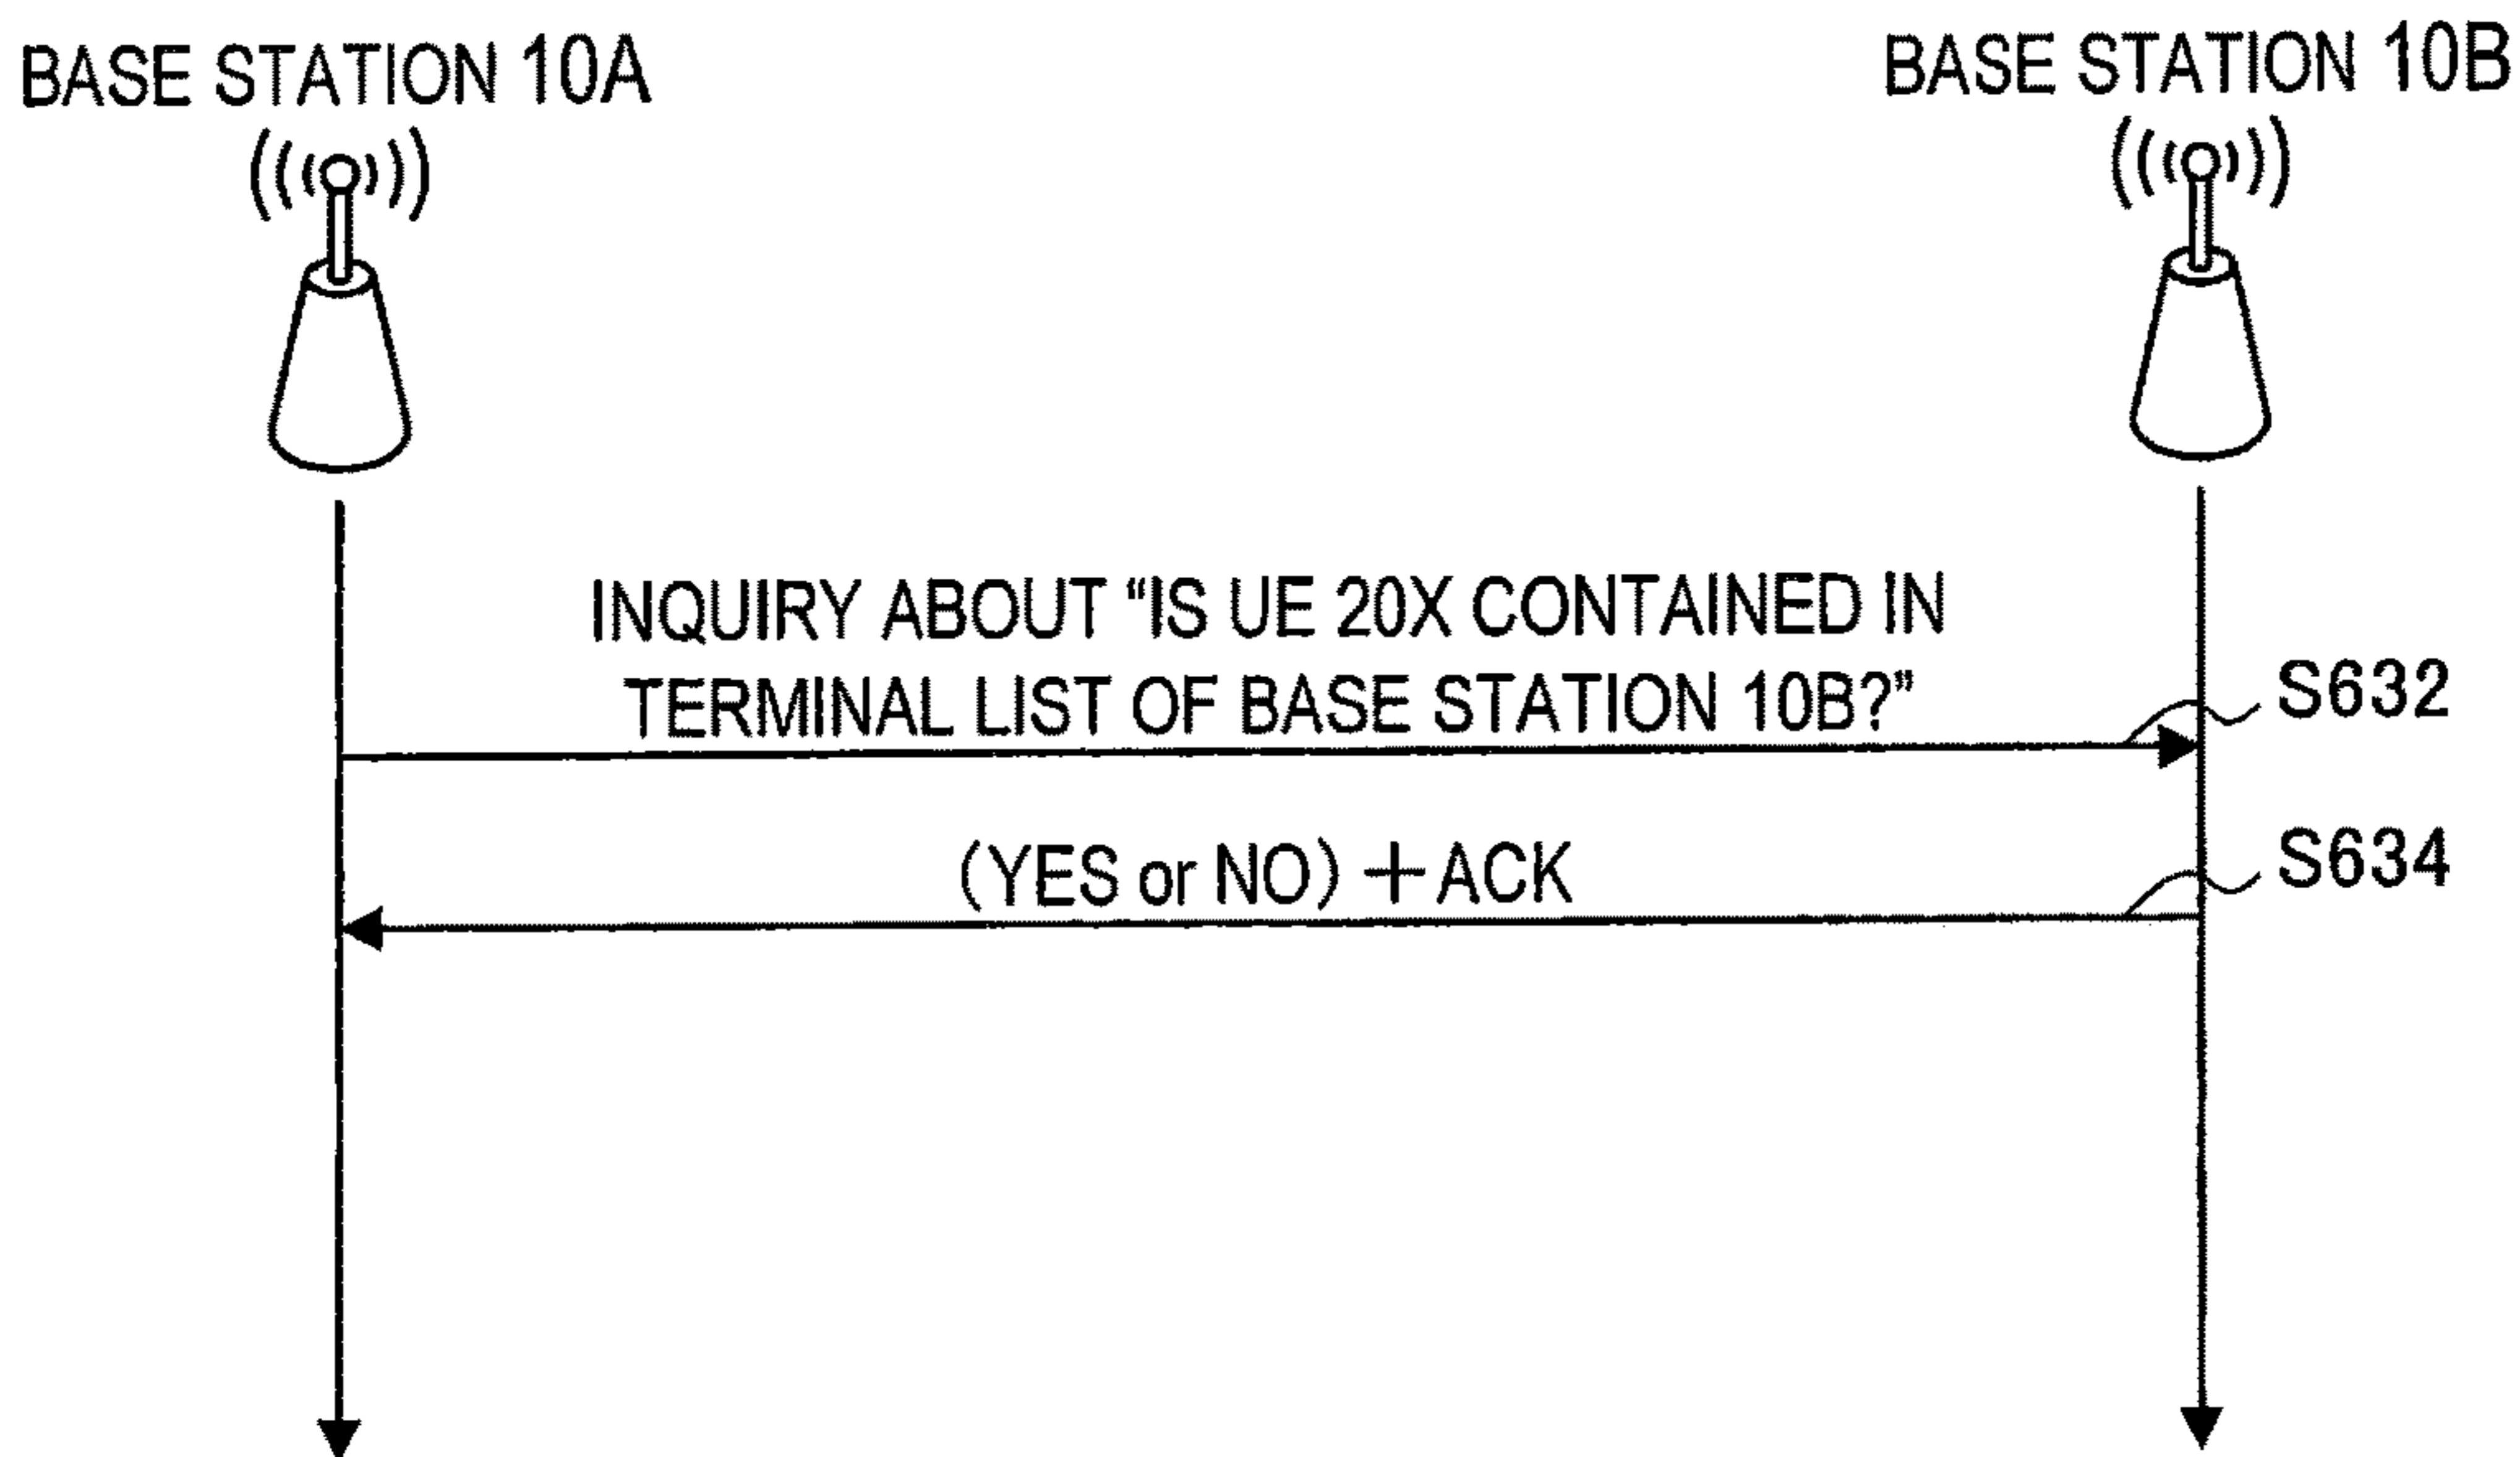 BASE STATION 10A
BASE STATION 10B
INQUIRY ABOUT “IS UE 20X CONTAINED IN
TERMINAL LIST OF BASE STATION 10B?”
S632
(YES or NO) + ACK
S634